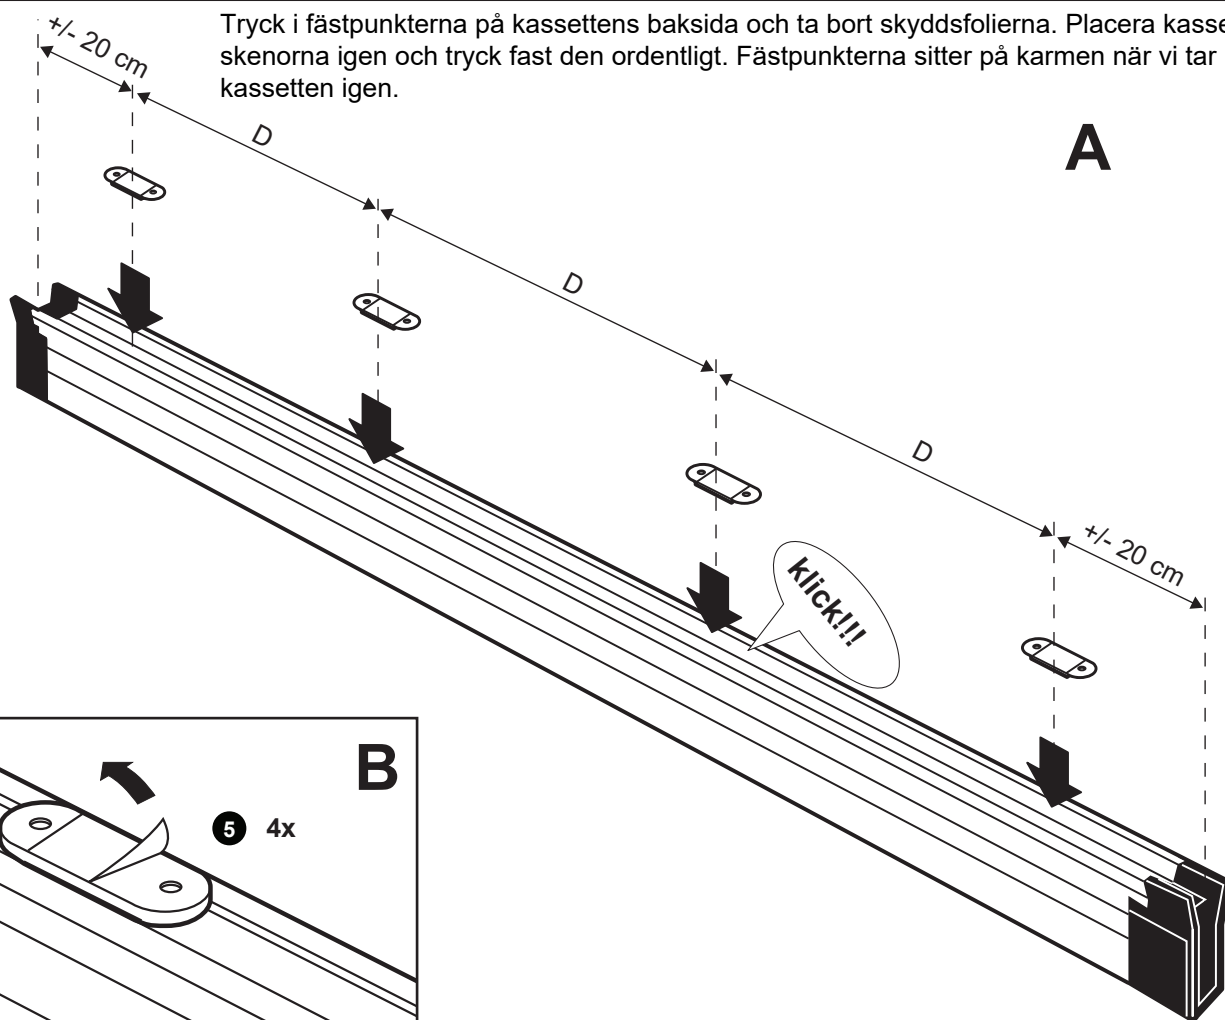 Tryck i fästpunkterna på kassettens baksida och ta bort skyddsfolierna. Placera kasse
skenorna igen och tryck fast den ordentligt. Fästpunkterna sitter på karmen när vi tar
kassetten igen.
+/- 20 cm
D
A
D
D
+/- 20 cm
klick!!!
B
5 4x